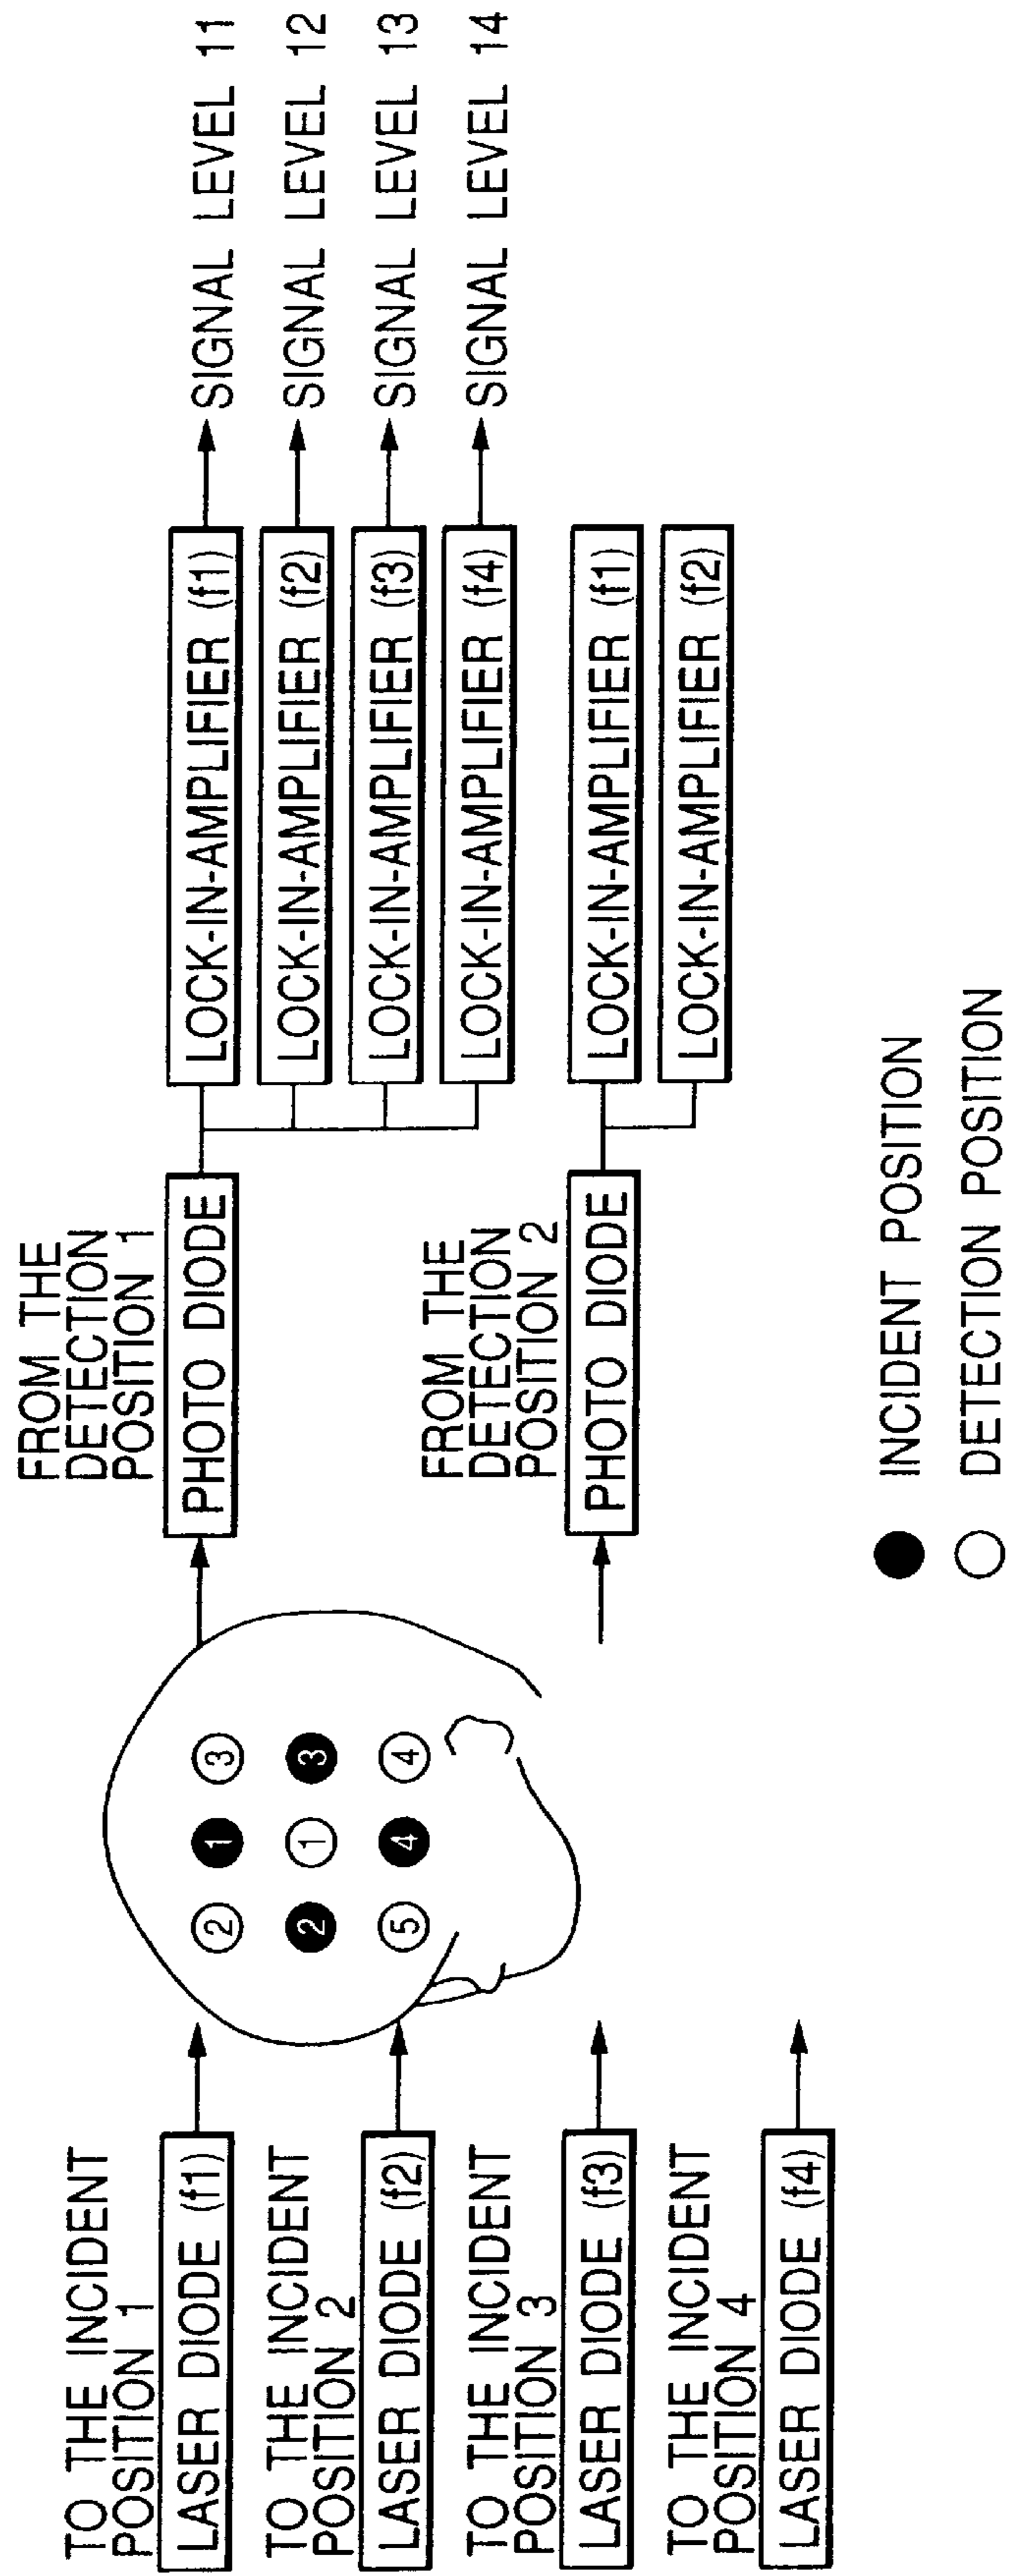 TO THE INCIDENT
POSITION 1
LASER DIODE (f1)
TO THE INCIDENT
POSITION 2
LASER DIODE (f2)
TO THE INCIDENT
POSITION 3
LASER DIODE (f3)
TO THE INCIDENT
POSITION 4
LASER DIODE (f4)
2 1 3
2 1 3
5 4 4
FROM THE
DETECTION
POSITION 1
PHOTO DIODE
FROM THE
DETECTION
POSITION 2
PHOTO DIODE
LOCK-IN-AMPLIFIER (f1)
LOCK-IN-AMPLIFIER (f2)
LOCK-IN-AMPLIFIER (f3)
LOCK-IN-AMPLIFIER (f4)
LOCK-IN-AMPLIFIER (f1)
LOCK-IN-AMPLIFIER (f2)
SIGNAL LEVEL 11
SIGNAL LEVEL 12
SIGNAL LEVEL 13
SIGNAL LEVEL 14
INCIDENT POSITION
DETECTION POSITION